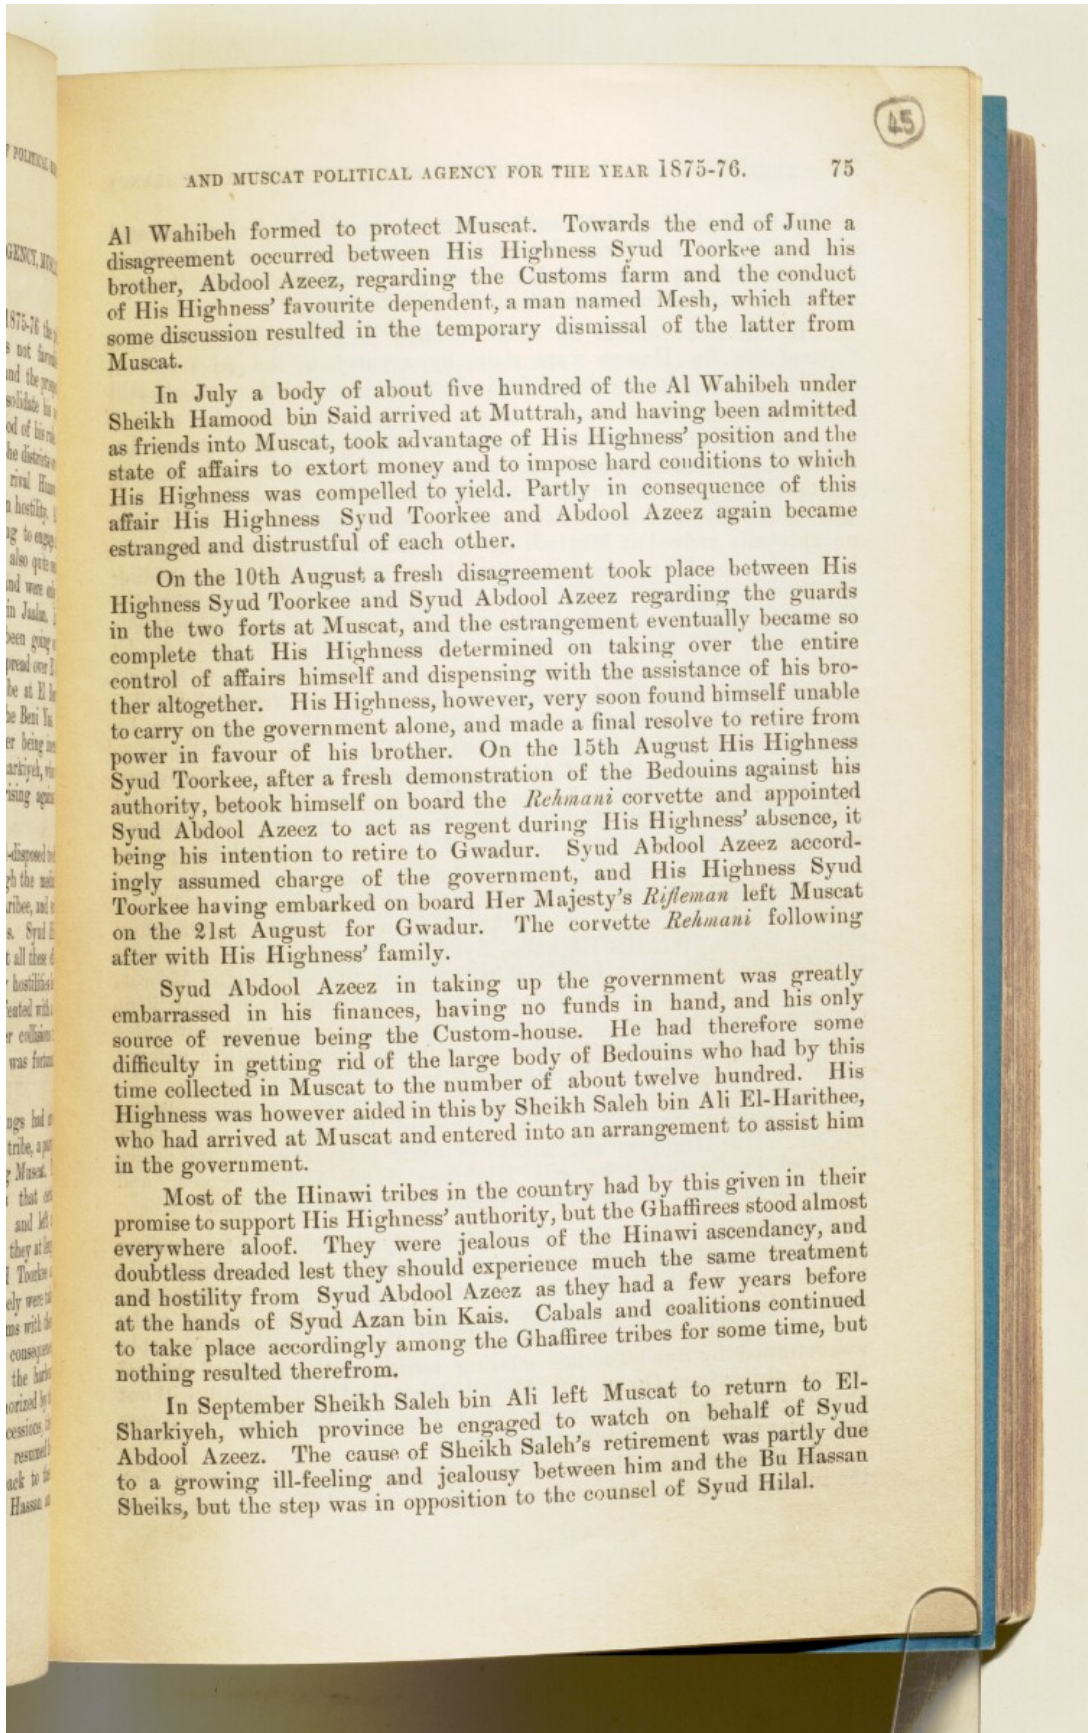 45
AND MUSCAT POLITICAL AGENCY FOR THE YEAR 1875-76. 75
Al Wahibeh formed to protect Muscat. Towards the end of June a
disagreement occurred between His Highness Syud Toorkee and his
brother, Abdool Azeez, regarding the Customs farm and the conduct
of His Highness' favourite dependent, a man named Mesh, which after
some discussion resulted in the temporary dismissal of the latter from
Muscat.
In July a body of about five hundred of the Al Wahibeh under
Sheikh Hamood bin Said arrived at Muttrah, and having been admitted
as friends into Muscat, took advantage of His Highness' position and the
state of affairs to extort money and to impose hard conditions to which
His Highness was compelled to yield. Partly in consequence of this
affair His Highness Syud Toorkee and Abdool Azeez again became
estranged and distrustful of each other.
On the 10th August a fresh disagreement took place between His
Highness Syud Toorkee and Syud Abdool Azeez regarding the guards
in the two forts at Muscat, and the estrangement eventually became so
complete that His Highness determined on taking over the entire
control of affairs himself and dispensing with the assistance of his bro-
ther altogether. His Highness, however, very soon found himself unable
to carry on the government alone, and made a final resolve to retire from
power in favour of his brother. On the 15th August His Highness
Syud Toorkee, after a fresh demonstration of the Bedouins against his
authority, betook himself on board the Rehmani corvette and appointed
Syud Abdool Azeez to act as regent during His Highness' absence, it
being his intention to retire to Gwadur. Syud Abdool Azeez accord-
ingly assumed charge of the government, and His Highness Syud
Toorkee having embarked on board Her Majesty's Rifleman left Muscat
on the 21st August for Gwadur. The corvette Rehmani following
after with His Highness' family.
Syud Abdool Azeez in taking up the government was greatly
embarrassed in his finances, having no funds in hand, and his only
source of revenue being the Custom-house. He had therefore some
difficulty in getting rid of the large body of Bedouins who had by this
time collected in Muscat to the number of about twelve hundred. His
Highness was however aided in this by Sheikh Saleh bin Ali El-Harithee,
who had arrived at Muscat and entered into an arrangement to assist him
in the government.
Most of the Hinawi tribes in the country had by this given in their
promise to support His Highness' authority, but the Ghaffirees stood almost
everywhere aloof. They were jealous of the Hinawi ascendancy, and
doubtless dreaded lest they should experience much the same treatment
and hostility from Syud Abdool Azeez as they had a few years before
at the hands of Syud Azan bin Kais. Cabals and coalitions continued
to take place accordingly among the Ghaffiree tribes for some time, but
nothing resulted therefrom.
In September Sheikh Saleh bin Ali left Muscat to return to El-
Sharkiyeh, which province he engaged to watch on behalf of Syud
Abdool Azeez. The cause of Sheikh Saleh's retirement was partly due
to a growing ill-feeling and jealousy between him and the Bu Hassan
Sheiks, but the step was in opposition to the counsel of Syud Hilal.